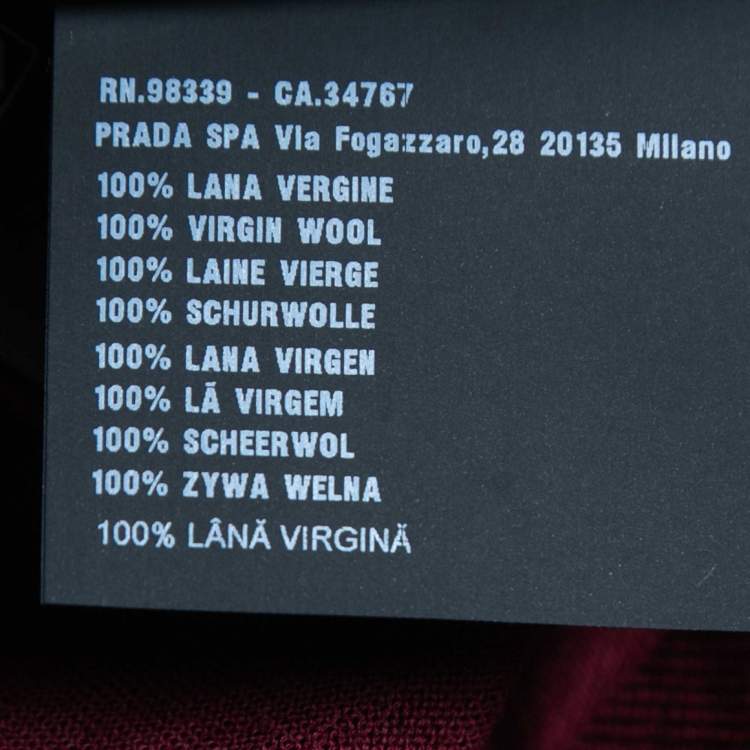 RN.98339 - CA.34767
PRADA SPA VIa Fogazzaro,28 20135 MIlano
100% LANA VERGINE
100% VIRGIN WOOL
100% LAINE VIERGE
100% SCHURWOLLE
100% LANA VIRGEN
100% LÃ VIRGEM
100% SCHEERWOL
100% ZYWA WELNA
100% LÂNĂ VIRGINĂ